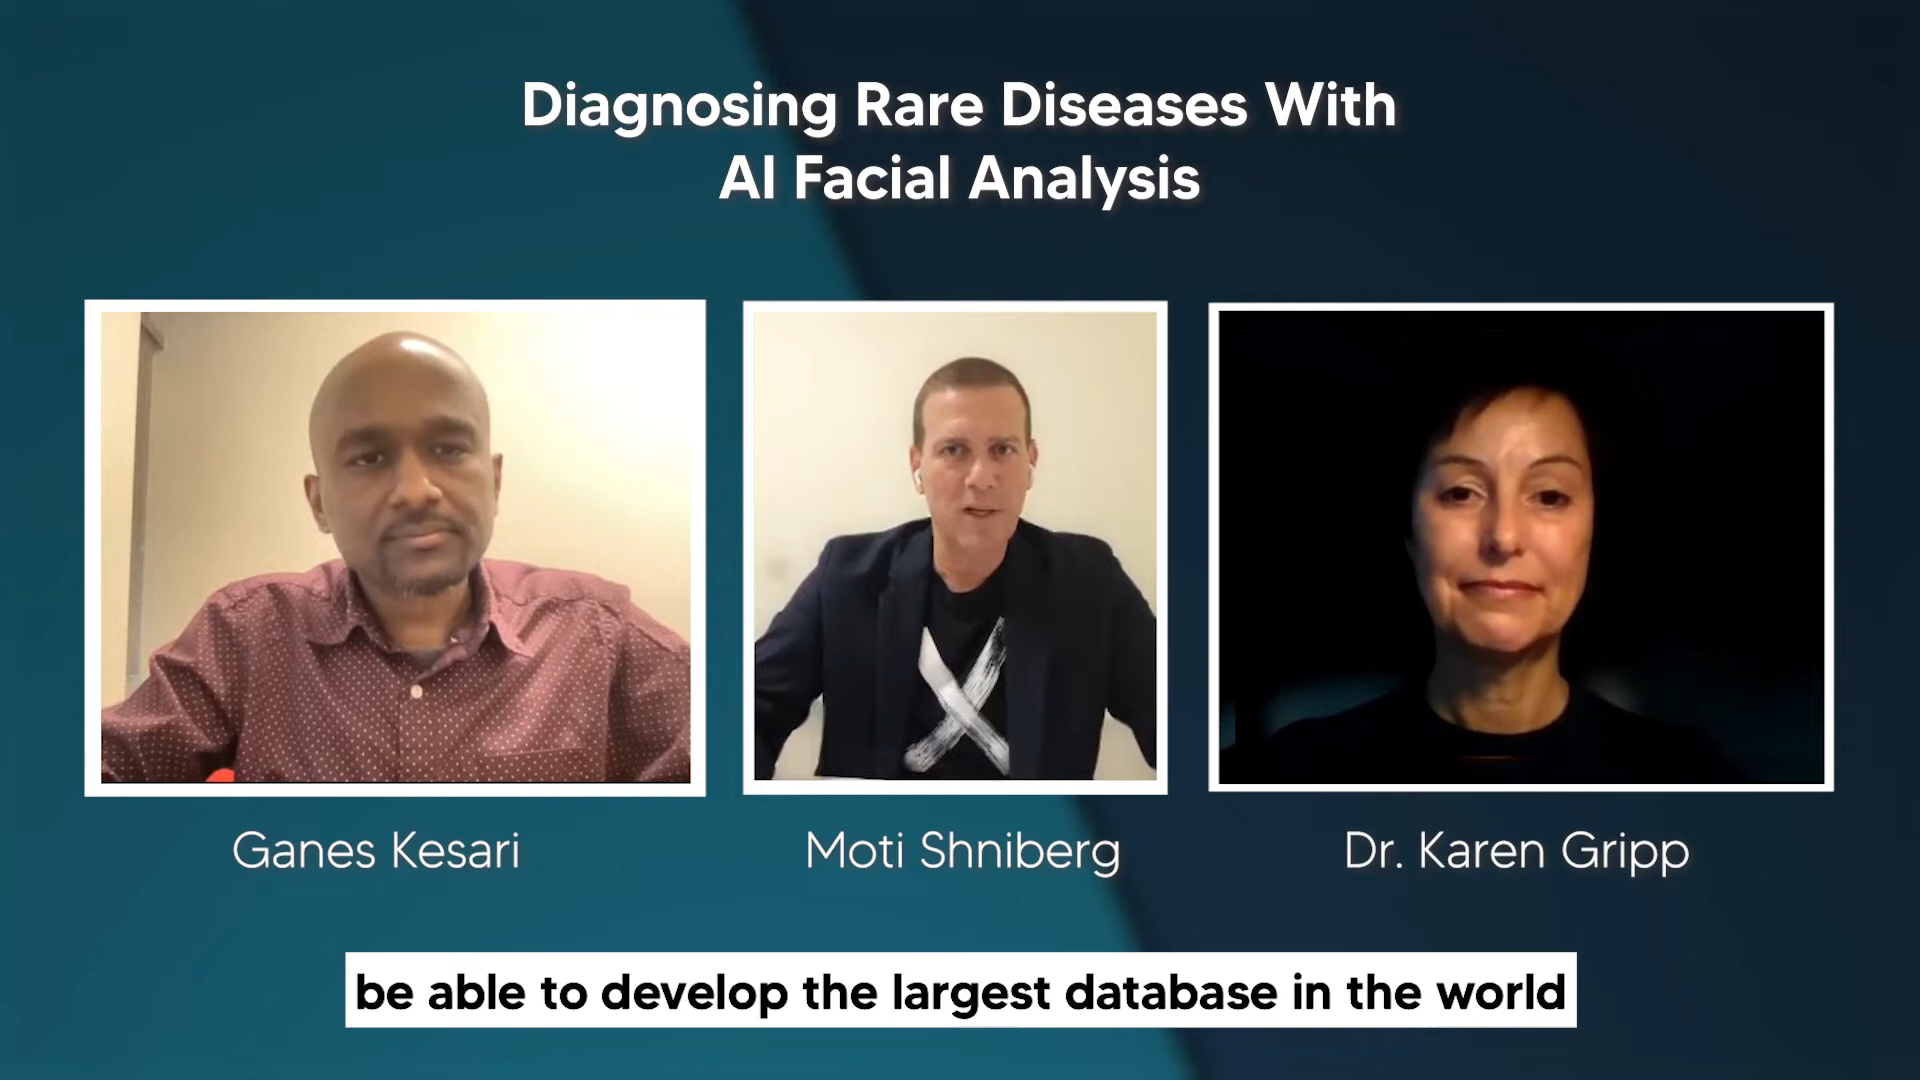 Diagnosing Rare Diseases With
AI Facial Analysis
Ganes Kesari
Moti Shniberg
Dr. Karen Gripp
be able to develop the largest database in the world